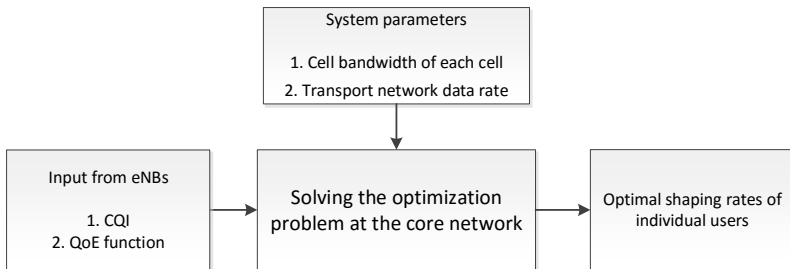 System parameters
1. Cell bandwidth of each cell
2. Transport network data rate
Input from eNBs
1. CQI
2. QoE function
Solving the optimization
problem at the core network
Optimal shaping rates of
individual users